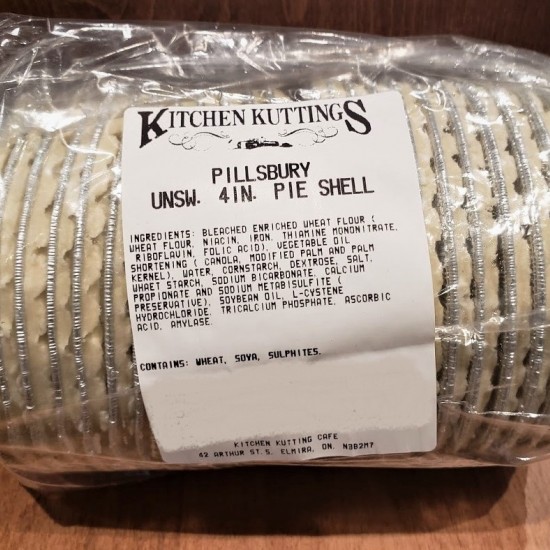 KITCHEN KUTTINGS
PILLSBURY
UNSW. 4IN. PIE SHELL
INGREDIENTS: BLEACHED ENRICHED WHEAT FLOUR (
WHEAT FLOUR, NIACIN, IRON, THIAMINE MONONITRATE,
RIBOFLAVIN, FOLIC ACID), VEGETABLE OIL
SHORTENING ( CANOLA, MODIFIED PALM AND PALM
KERNEL), WATER, CORNSTARCH, DEXTROSE, SALT,
WHAET STARCH, SODIUM BICARBONATE, CALCIUM
PROPIONATE AND SODIUM METABISULFITE (
PRESERVATIVE), SOYBEAN OIL, L-CYSTENE
HYDROCHLORIDE, TRICALCIUM PHOSPHATE, ASCORBIC
ACID, AMYLASE
CONTAINS: WHEAT, SOYA, SULPHITES.
KITCHEN KUTTING CAFE
42 ARTHUR ST.S. ELMIRA, ON, N3B2M7